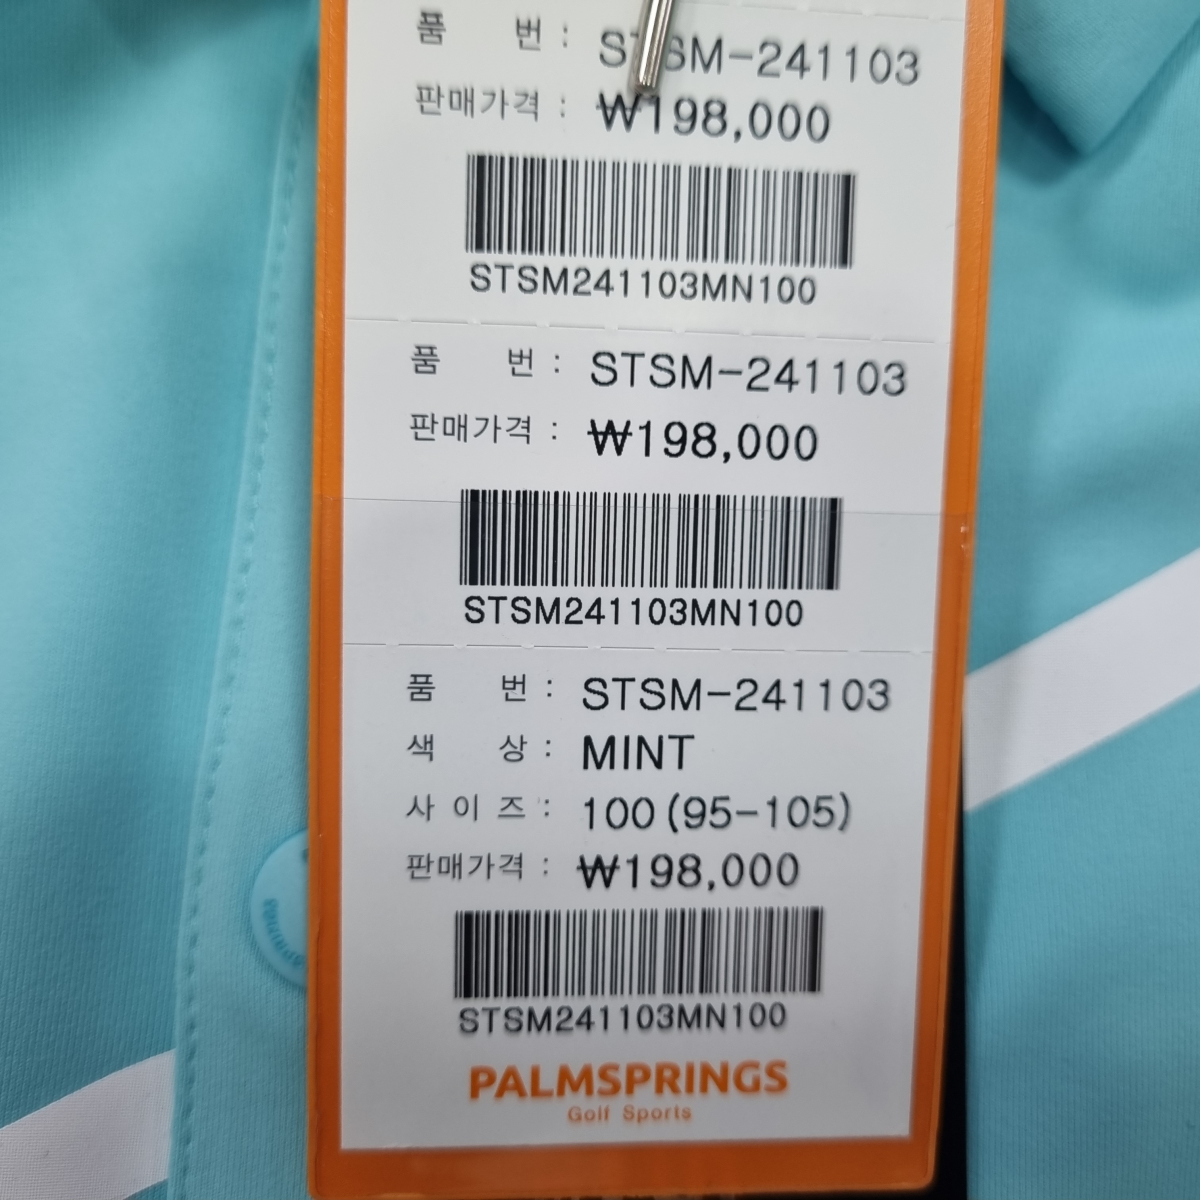 품 번 : STSM-241103
판매가격 : ₩198,000
STSM241103MN100
품 번 : STSM-241103
판매가격 : ₩198,000
STSM241103MN100
품 번 : STSM-241103
색 상 : MINT
사 이 즈 : 100 (95-105)
판매가격 : ₩198,000
STSM241103MN100
PALMSPRINGS
Golf Sports